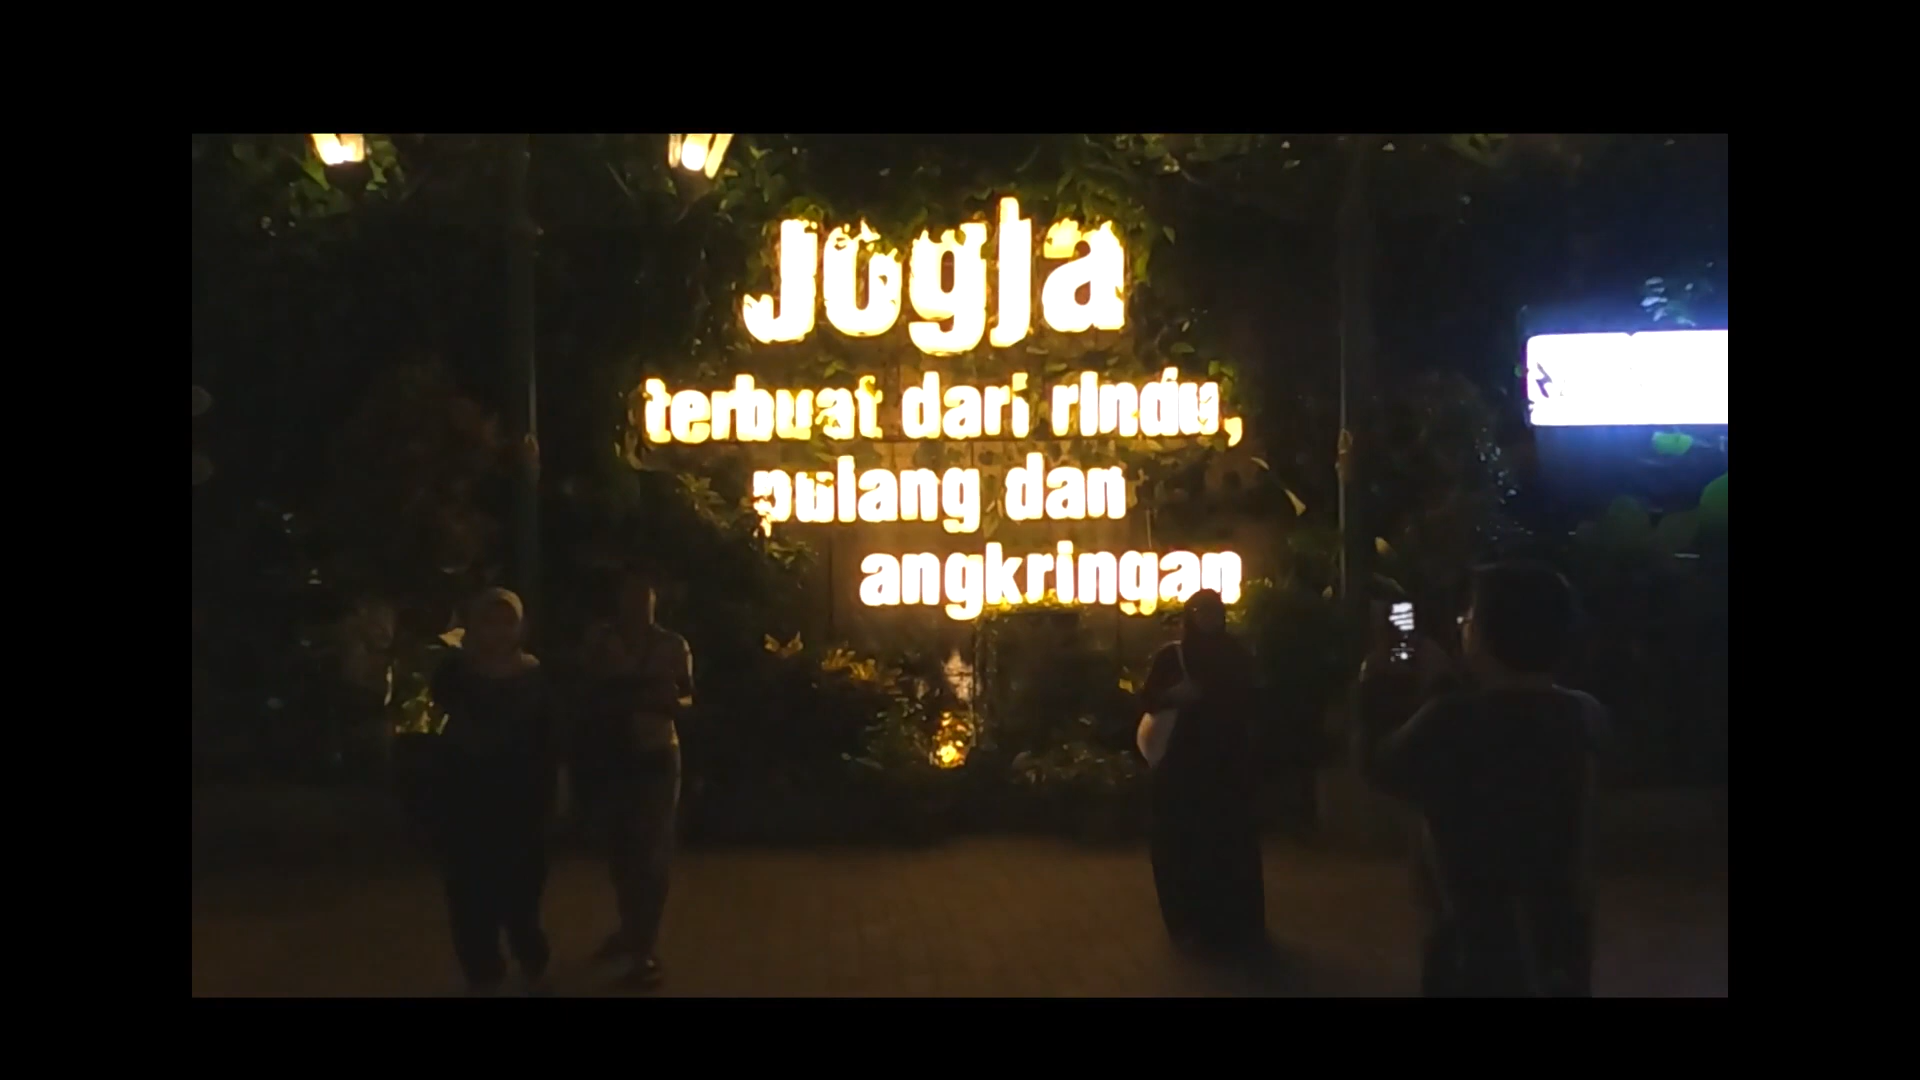 Jogja
terbuat dari rindu,
pulang dan
angkringan